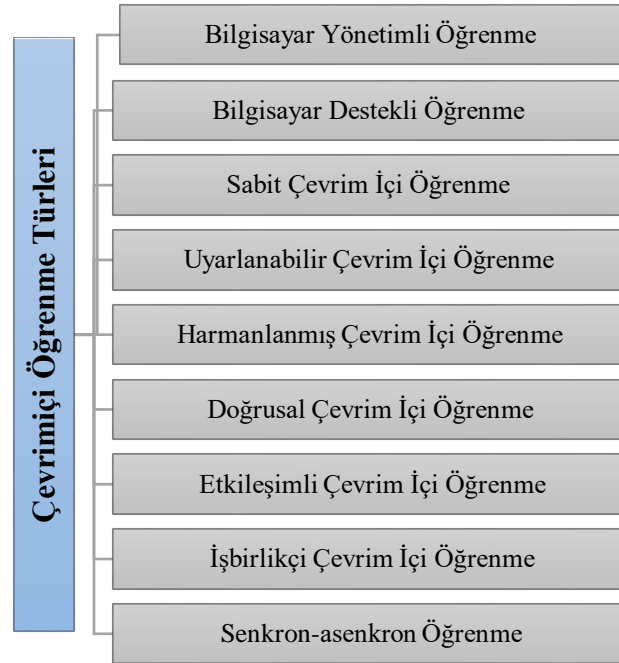 Çevrimiçi Öğrenme Türleri
Bilgisayar Yönetimli Öğrenme
Bilgisayar Destekli Öğrenme
Sabit Çevrim İçi Öğrenme
Uyarlanabilir Çevrim İçi Öğrenme
Harmanlanmış Çevrim İçi Öğrenme
Doğrusal Çevrim İçi Öğrenme
Etkileşimli Çevrim İçi Öğrenme
İşbirlikçi Çevrim İçi Öğrenme
Senkron-asenkron Öğrenme